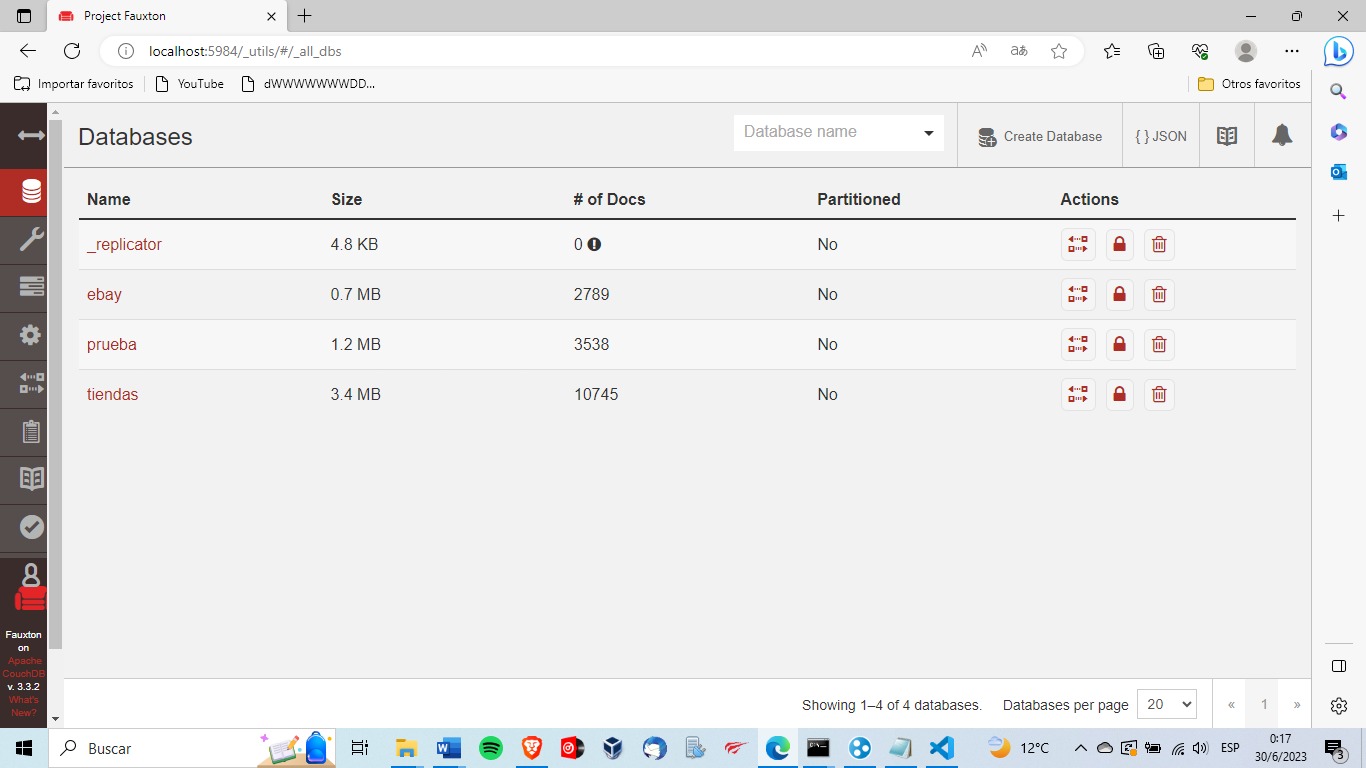 Project Fauxton
localhost:5984/_utils/#/_all_dbs
A
aあ
Importar favoritos
YouTube
dWWWWWWWDD...
Otros favoritos
Databases
Database name
Create Database
{ } JSON
Name Size # of Docs Partitioned Actions
_replicator 4.8 KB 0 No
ebay 0.7 MB 2789 No
prueba 1.2 MB 3538 No
tiendas 3.4 MB 10745 No
Fauxton
on
Apache
CouchDB
v. 3.3.2
What's
New?
Showing 1–4 of 4 databases.
Databases per page
20
« 1 »
Buscar
12°C
ESP
0:17
30/6/2023
3